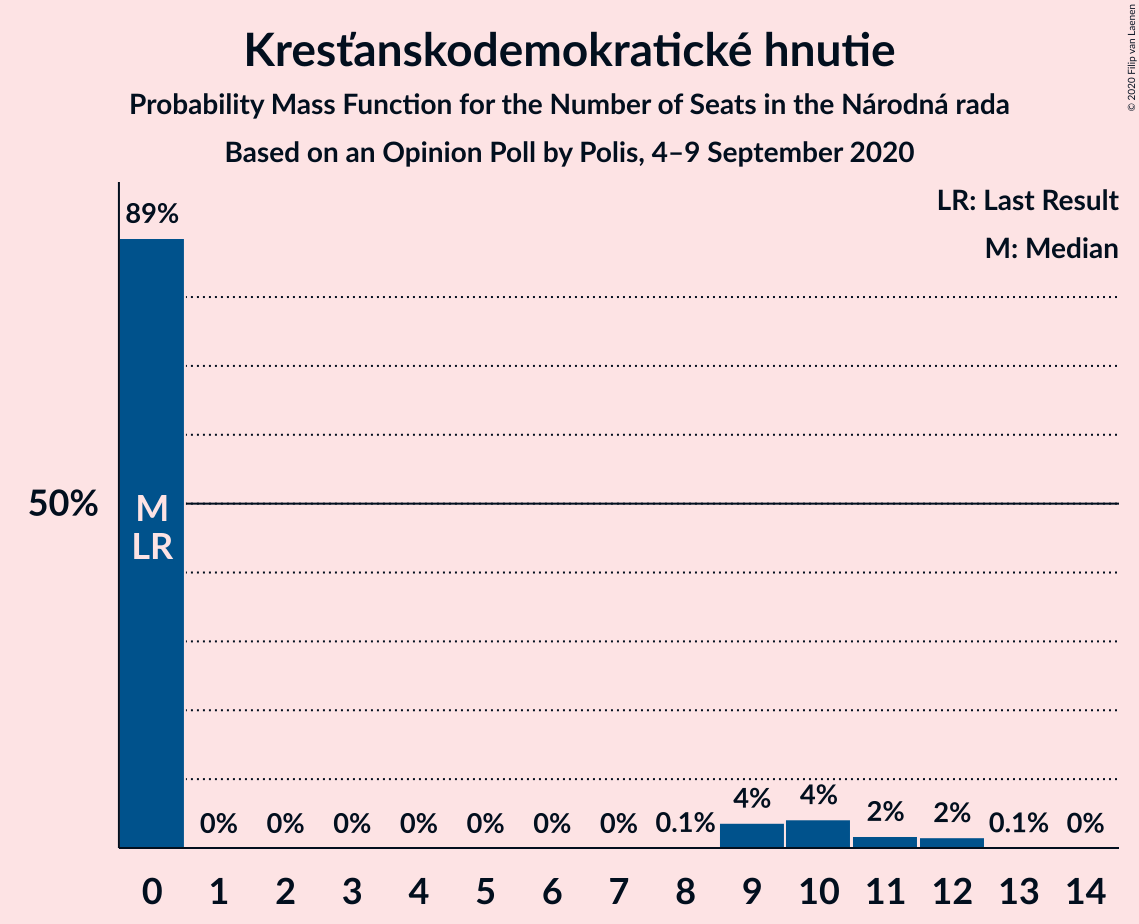 Kresťanskodemokratické hnutie
Probability Mass Function for the Number of Seats in the Národná rada
Based on an Opinion Poll by Polis, 4–9 September 2020
© 2020 Filip van Laenen
LR: Last Result
M: Median
89%
50%
M
LR
0% 0% 0% 0% 0% 0% 0% 0.1% 4% 4% 2% 2% 0.1% 0%
0 1 2 3 4 5 6 7 8 9 10 11 12 13 14